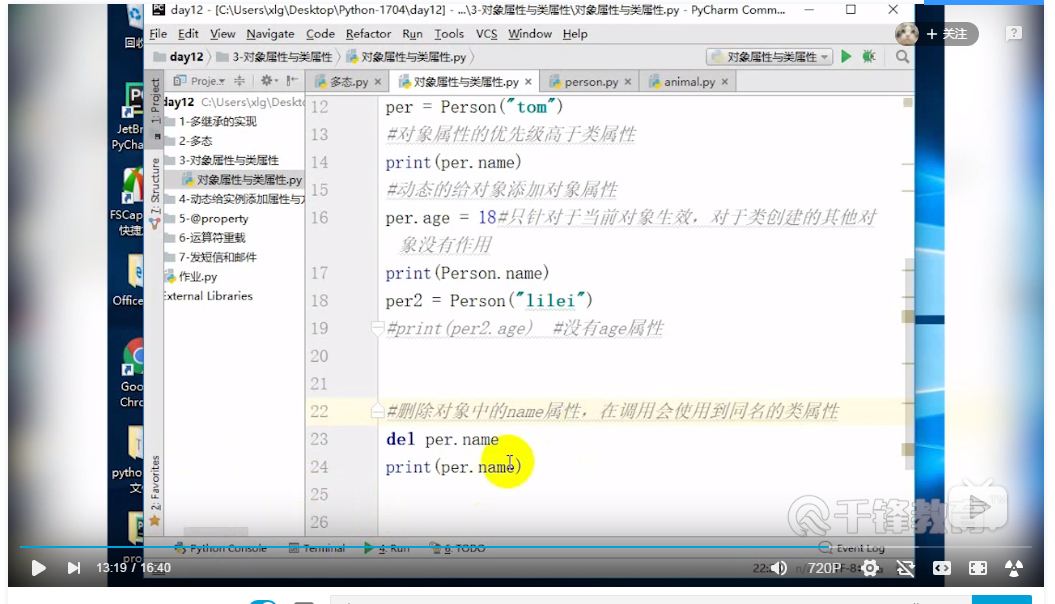 day12 - [C:\Users\xlg\Desktop\Python-1704\day12] - ...\3-对象属性与类属性\对象属性与类属性.py - PyCharm Comm...
File Edit View Navigate Code Refactor Run Tools VCS Window Help
+ 关注
day12 3-对象属性与类属性 对象属性与类属性.py 对象属性与类属性
1: Project
Proje..
多态.py × 对象属性与类属性.py × person.py × animal.py ×
day12 C:\Users\xlg\Deskto
1-多继承的实现
2-多态
3-对象属性与类属性
对象属性与类属性.py
4-动态给实例添加属性与方
5-@property
6-运算符重载
7-发短信和邮件
作业.py
External Libraries
7: Structure
2: Favorites
回收
JetBr
PyCha
FSCap
快捷
Office
Goo
Chro
pytho
文
pro
12 per = Person("tom")
13 #对象属性的优先级高于类属性
14 print(per.name)
15 #动态的给对象添加对象属性
16 per.age = 18#只针对于当前对象生效，对于类创建的其他对
象没有作用
17 print(Person.name)
18 per2 = Person("lilei")
19 #print(per2.age) #没有age属性
20
21
22 #删除对象中的name属性，在调用会使用到同名的类属性
23 del per.name
24 print(per.name)
25
26
千锋教育
Python Console Terminal 4: Run 6: TODO Event Log
13:19 / 16:40
720P